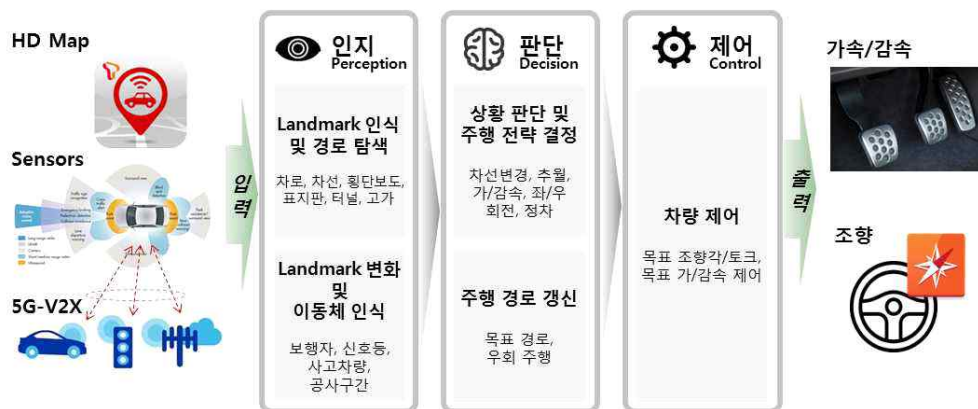 HD Map
Sensors
5G-V2X
입력
인지
Perception
Landmark 인식
및 경로 탐색
차로, 차선, 횡단보도,
표지판, 터널, 고가
Landmark 변화
및
이동체 인식
보행자, 신호등,
사고차량,
공사구간
판단
Decision
상황 판단 및
주행 전략 결정
차선변경, 추월,
가/감속, 좌/우
회전, 정차
주행 경로 갱신
목표 경로,
우회 주행
제어
Control
차량 제어
목표 조향각/토크,
목표 가/감속 제어
출력
가속/감속
조향